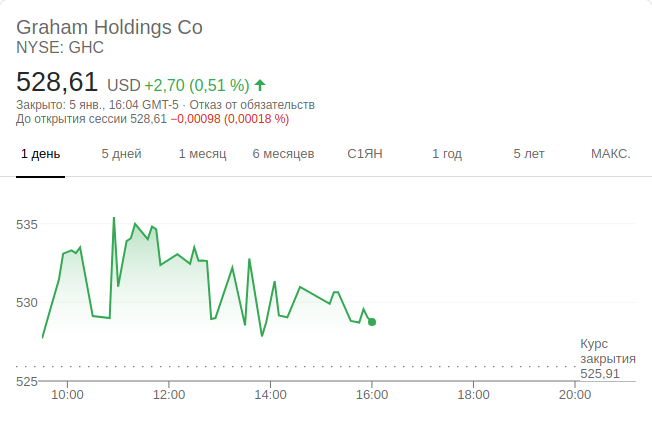 Graham Holdings Co
NYSE: GHC
528,61 USD +2,70 (0,51 %)
Закрыто: 5 янв., 16:04 GMT-5 · Отказ от обязательств
До открытия сессии 528,61 −0,00098 (0,00018 %)
1 день 5 дней 1 месяц 6 месяцев С1ЯН 1 год 5 лет МАКС.
535
530
Курс
закрытия
525,91
525
10:00 12:00 14:00 16:00 18:00 20:00